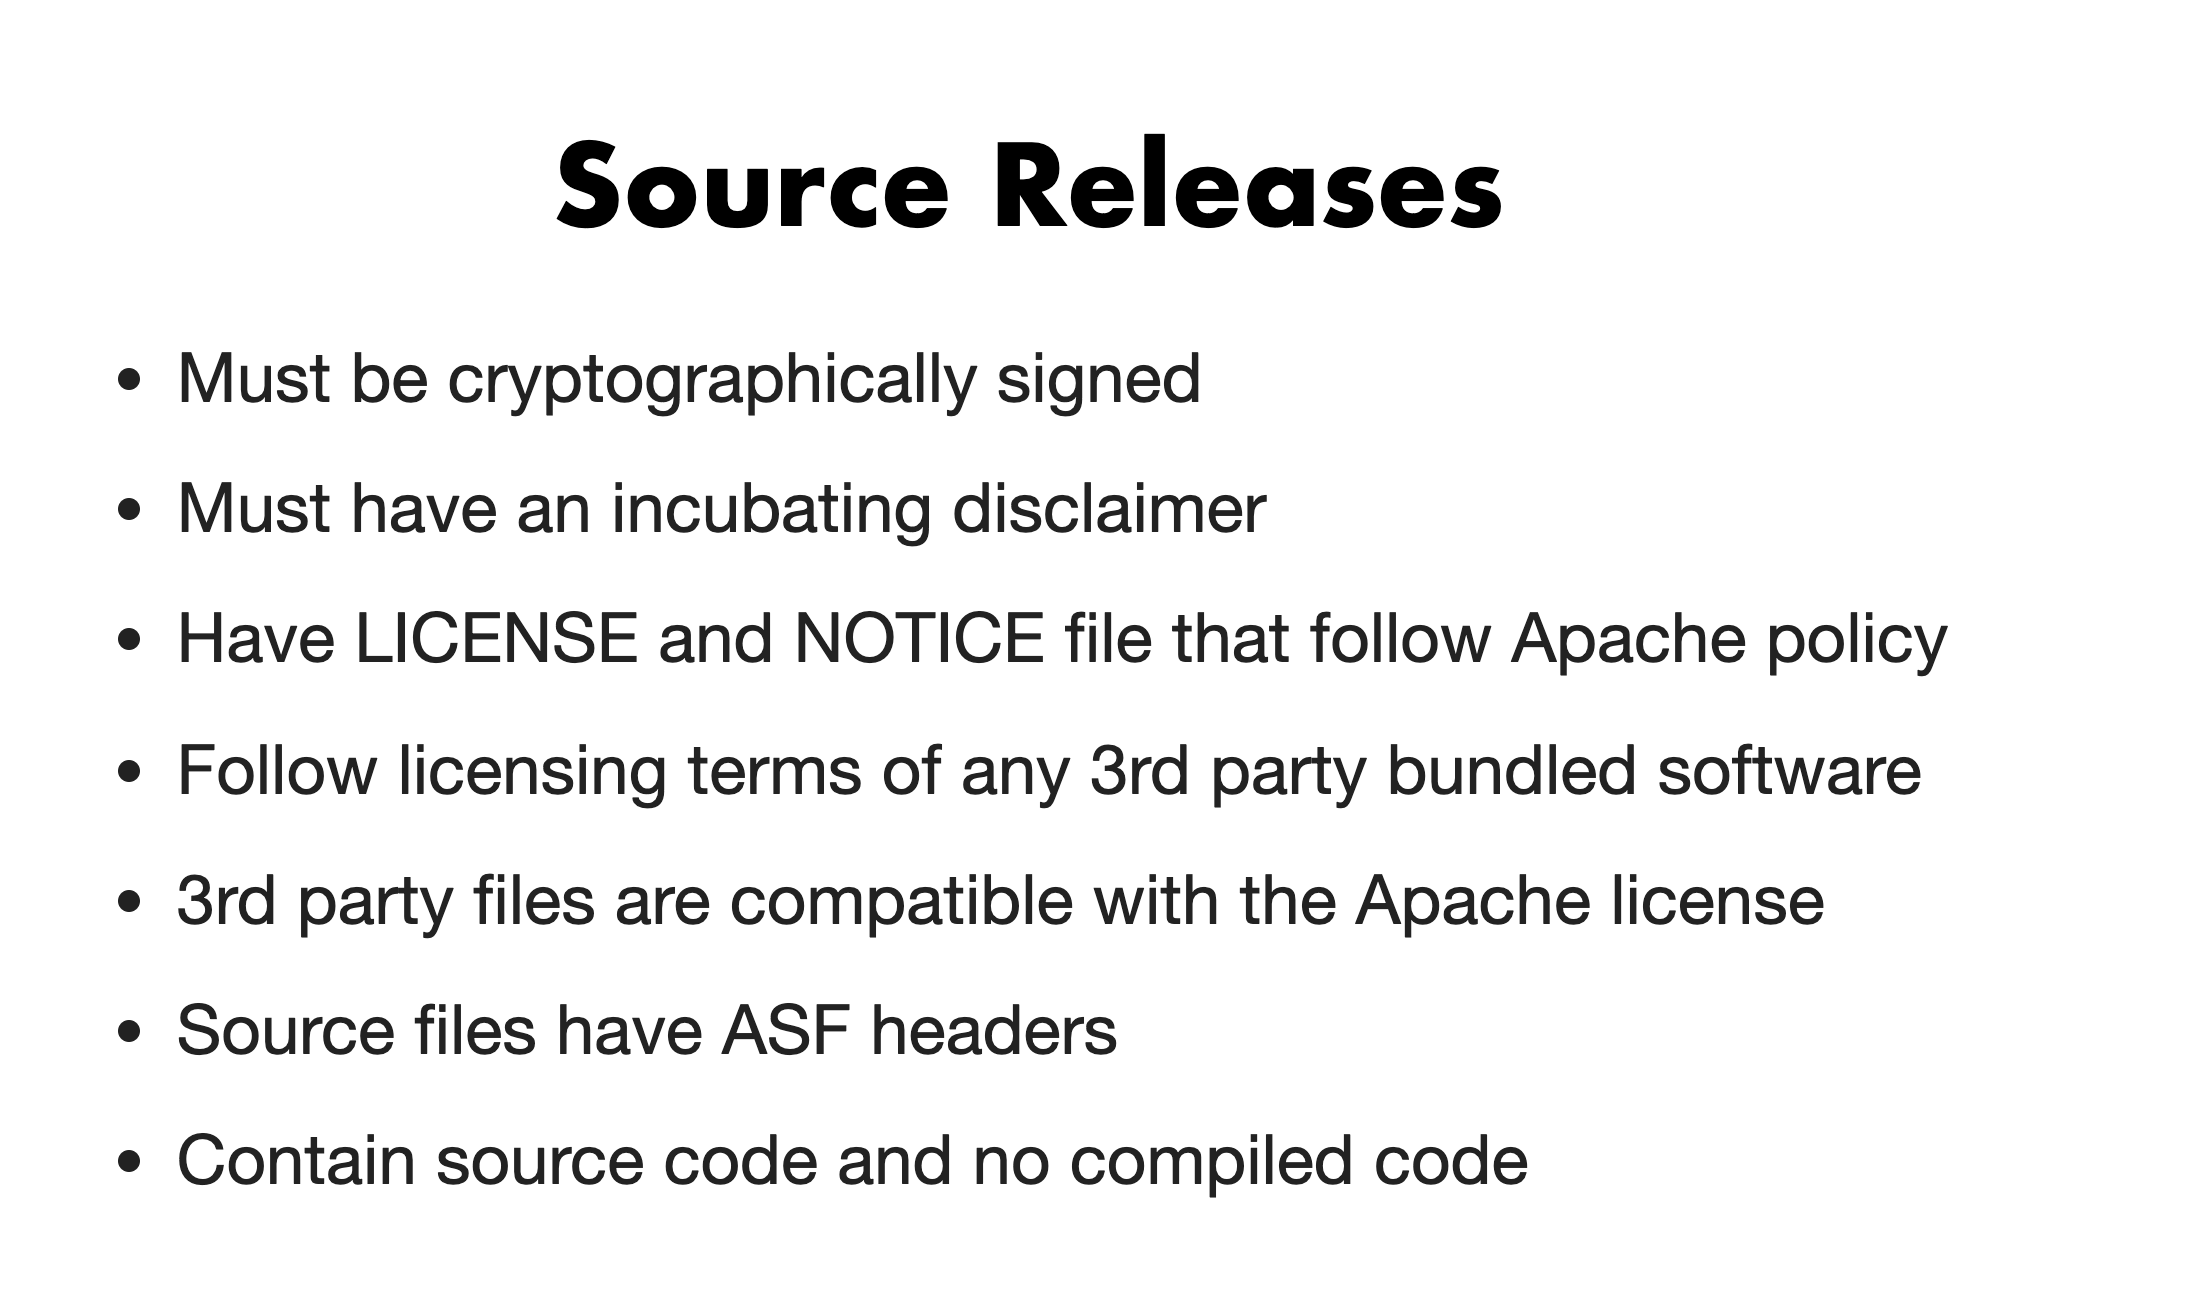 Source Releases
• Must be cryptographically signed
• Must have an incubating disclaimer
• Have LICENSE and NOTICE file that follow Apache policy
• Follow licensing terms of any 3rd party bundled software
• 3rd party files are compatible with the Apache license
• Source files have ASF headers
• Contain source code and no compiled code